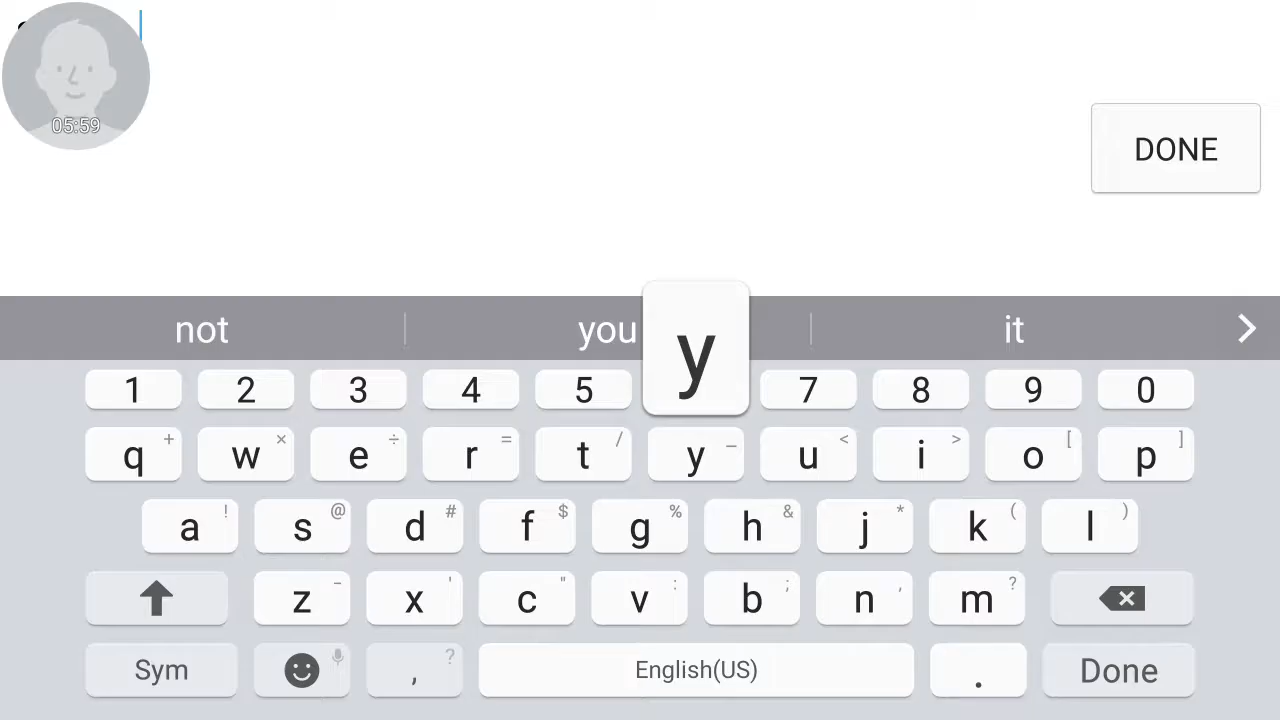 05:59
DONE
not you it
y
1 2 3 4 5 7 8 9 0
q + w × e ÷ r = t / y _ u < i > o [ p ]
a ! s @ d # f $ g % h & j * k ( l )
z - x ' c " v : b ; n , m ?
Sym , ? English(US) . Done